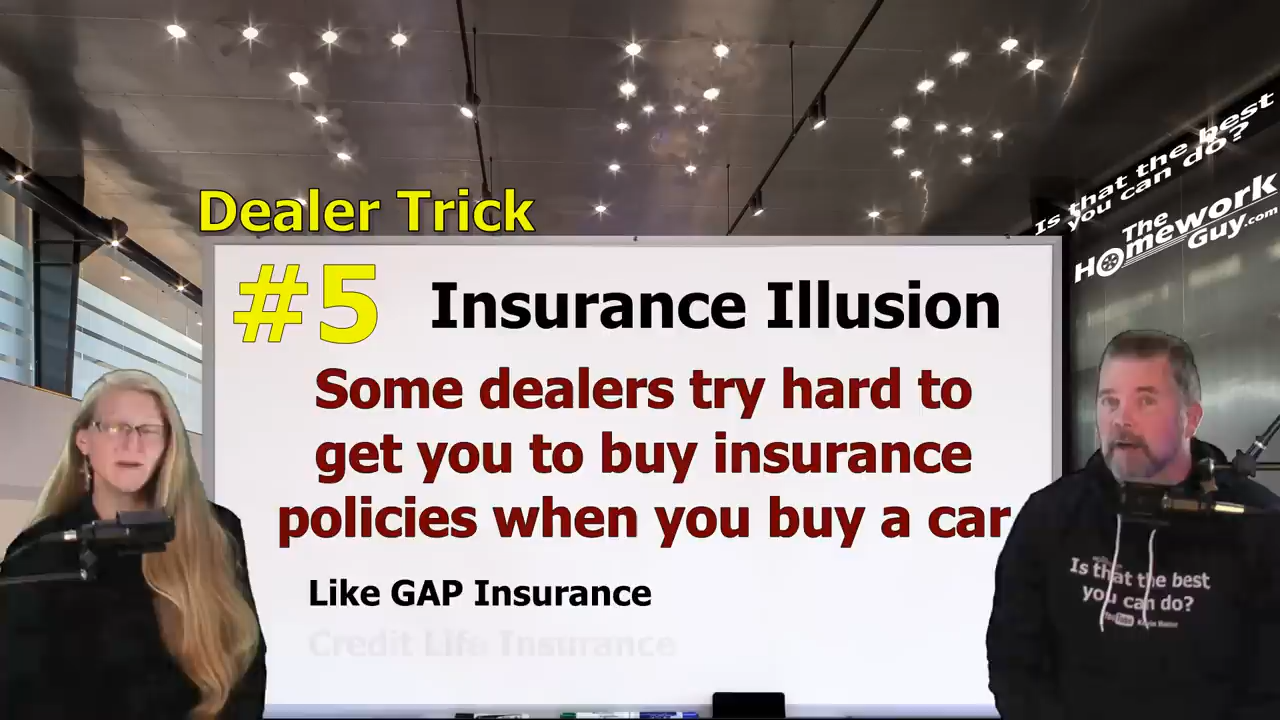 Dealer Trick
#5 Insurance Illusion
Some dealers try hard to
get you to buy insurance
policies when you buy a car
Like GAP Insurance
Credit Life Insurance
Is that the best
you can do?
The
Homework
Guy.com
Is that the best
you can do?
YouTube